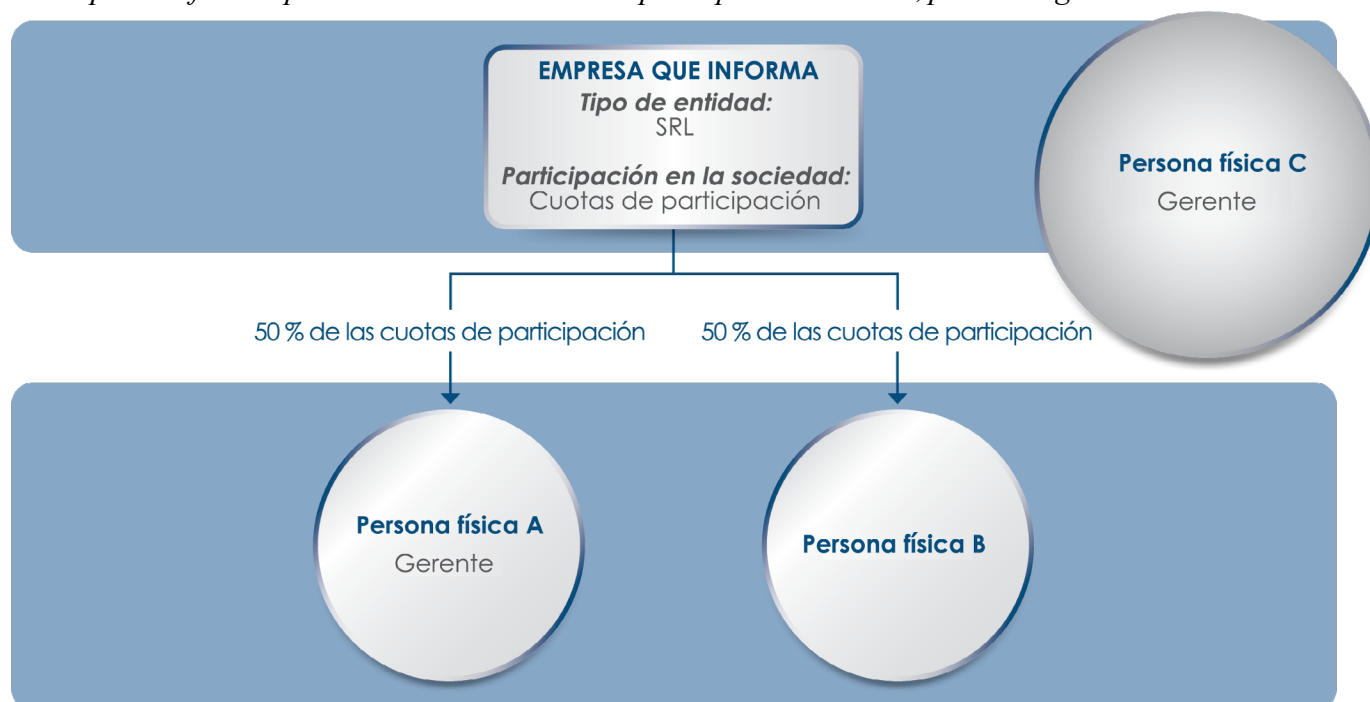 EMPRESA QUE INFORMA
Tipo de entidad:
SRL
Participación en la sociedad:
Cuotas de participación
Persona física C
Gerente
50 % de las cuotas de participación
50 % de las cuotas de participación
Persona física A
Gerente
Persona física B